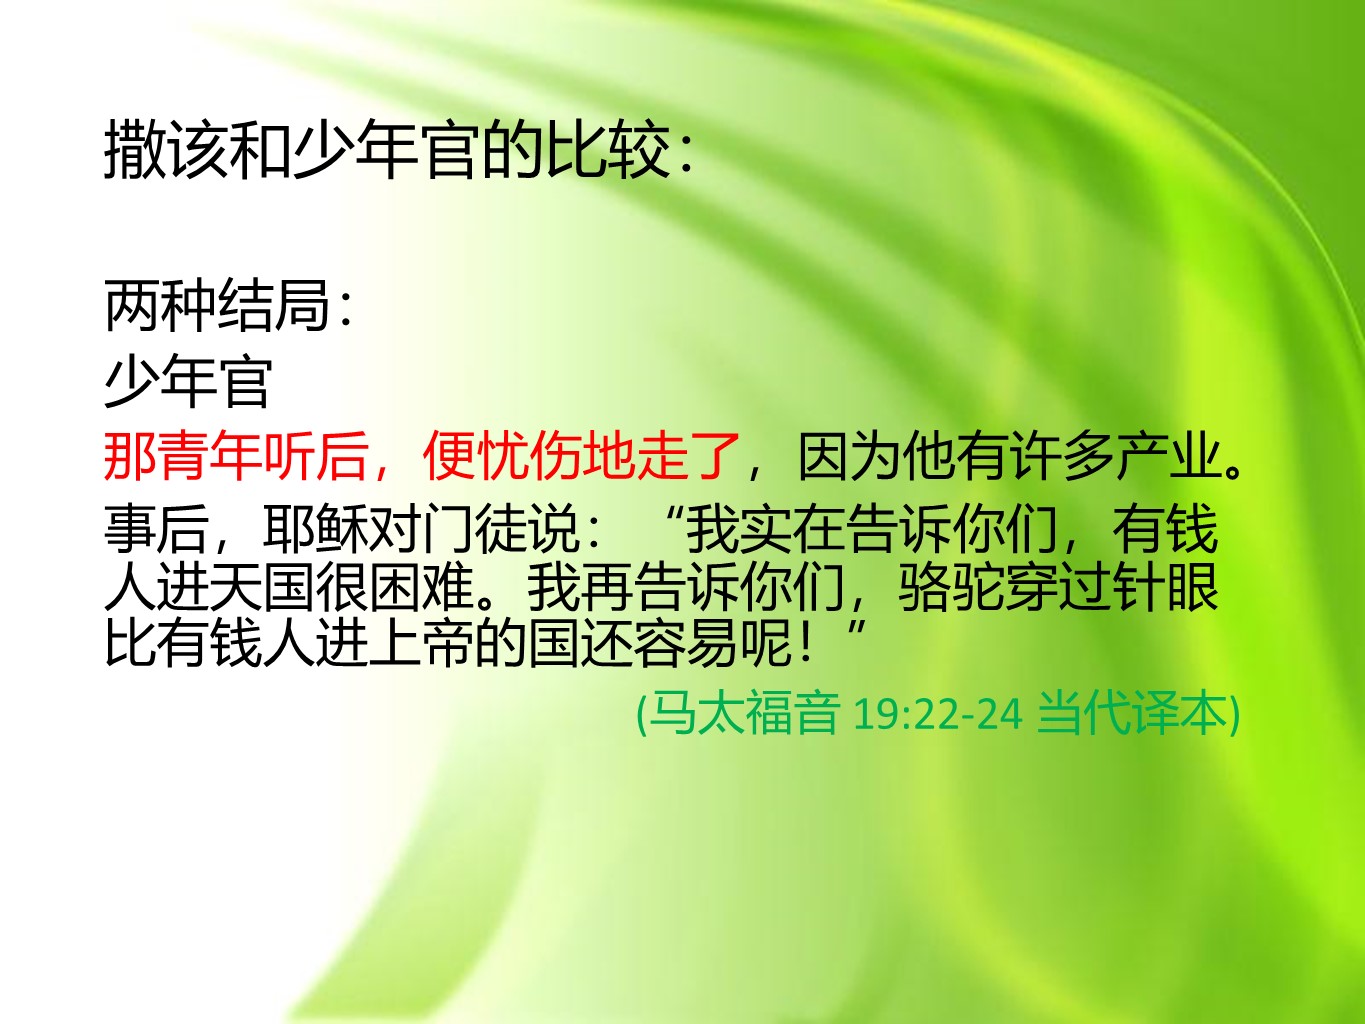 撒该和少年官的比较：
两种结局：
少年官
那青年听后，便忧伤地走了，因为他有许多产业。
事后，耶稣对门徒说：“我实在告诉你们，有钱
人进天国很困难。我再告诉你们，骆驼穿过针眼
比有钱人进上帝的国还容易呢！”
(马太福音 19:22-24 当代译本)